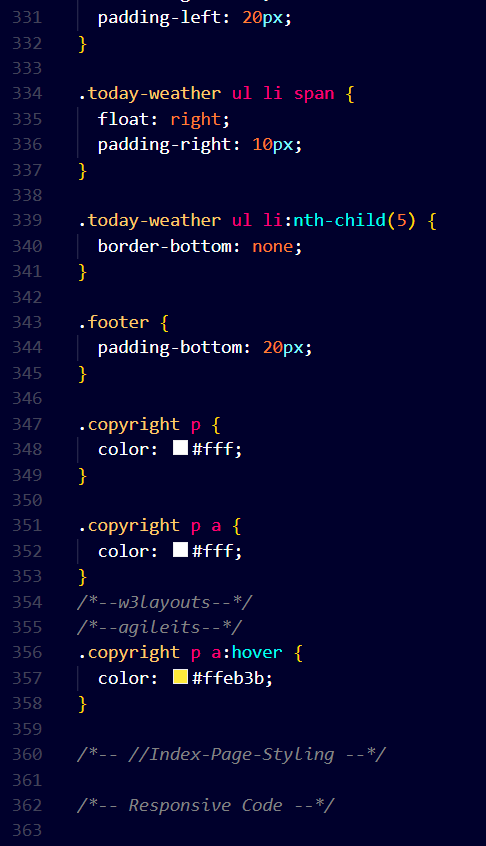 331 padding-left: 20px;
332 }
333
334 .today-weather ul li span {
335 float: right;
336 padding-right: 10px;
337 }
338
339 .today-weather ul li:nth-child(5) {
340 border-bottom: none;
341 }
342
343 .footer {
344 padding-bottom: 20px;
345 }
346
347 .copyright p {
348 color: #fff;
349 }
350
351 .copyright p a {
352 color: #fff;
353 }
354 /*--w3layouts--*/
355 /*--agileits--*/
356 .copyright p a:hover {
357 color: #ffeb3b;
358 }
359
360 /*-- //Index-Page-Styling --*/
361
362 /*-- Responsive Code --*/
363